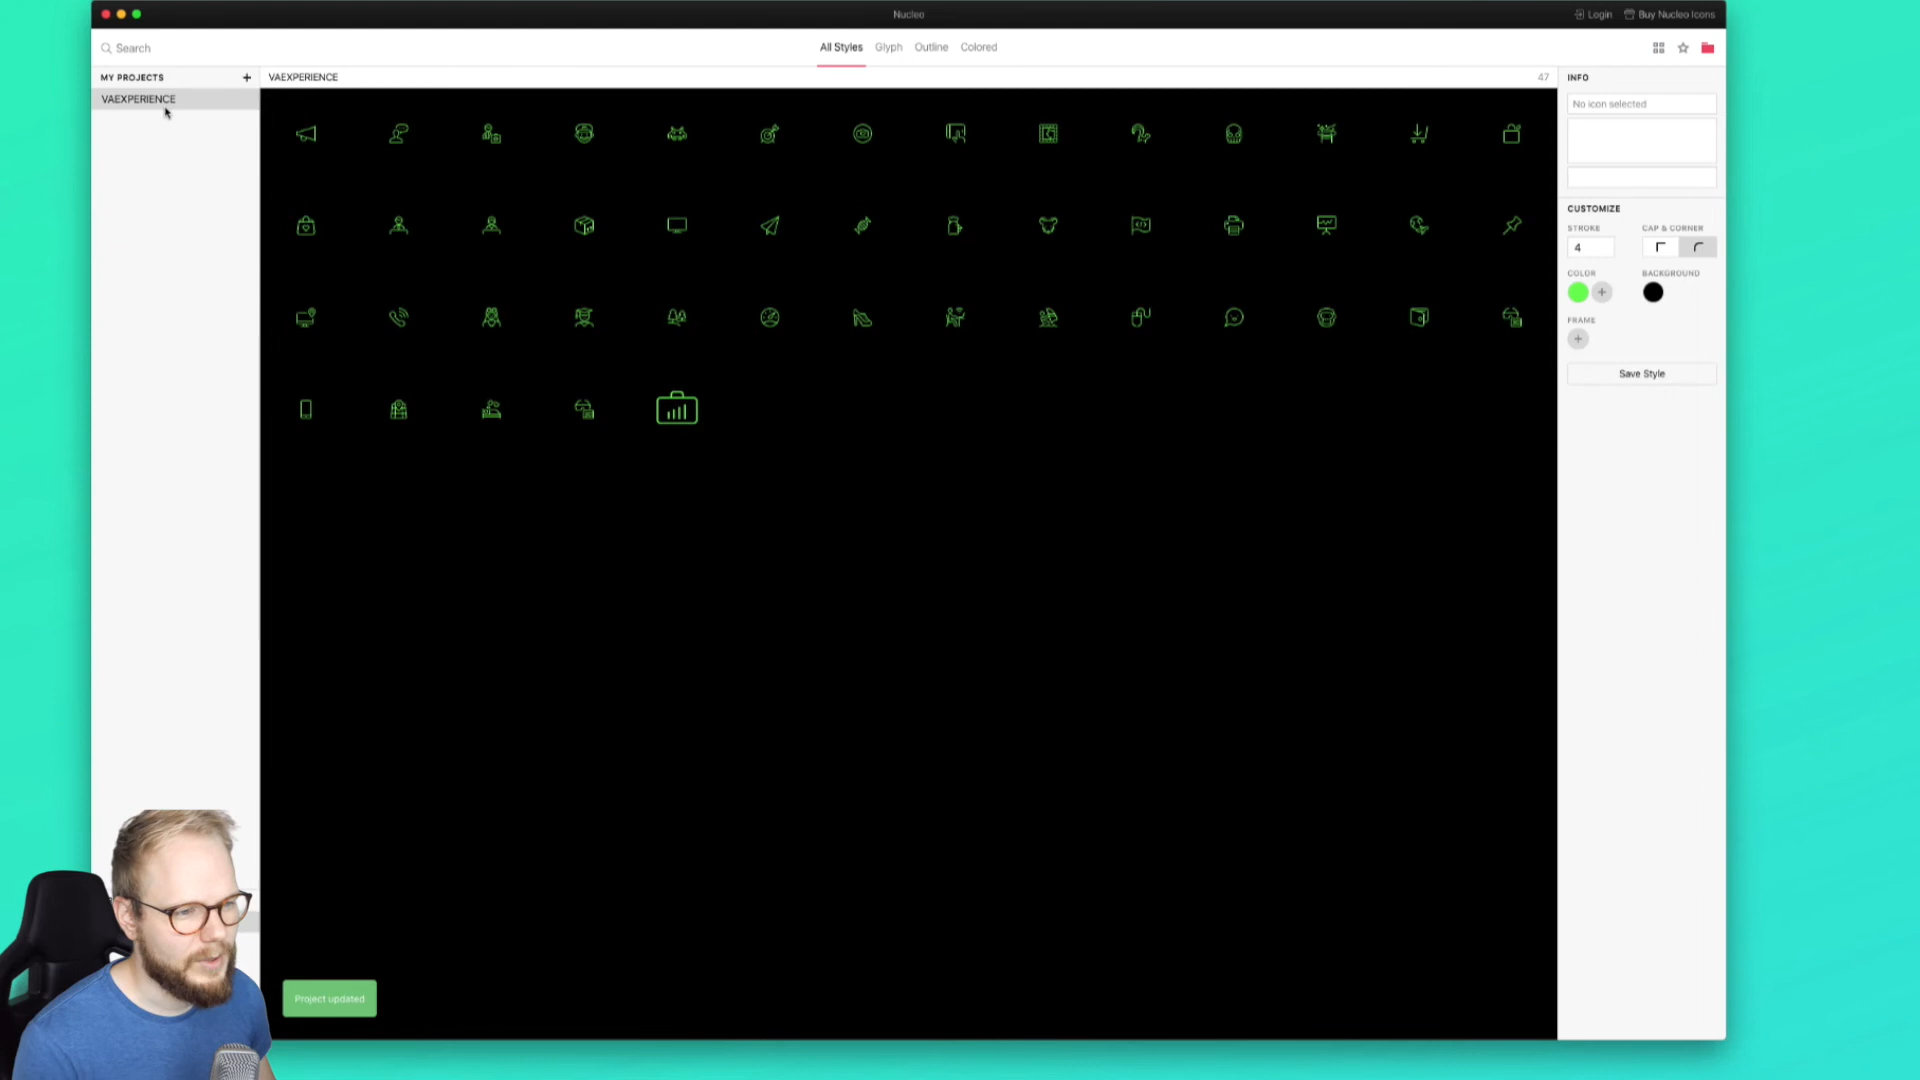 Nucleo
Login
Buy Nucleo Icons
Search
All Styles
Glyph
Outline
Colored
MY PROJECTS
VAEXPERIENCE
47
INFO
VAEXPERIENCE
No icon selected
CUSTOMIZE
STROKE
CAP & CORNER
4
COLOR
BACKGROUND
FRAME
Save Style
Project updated